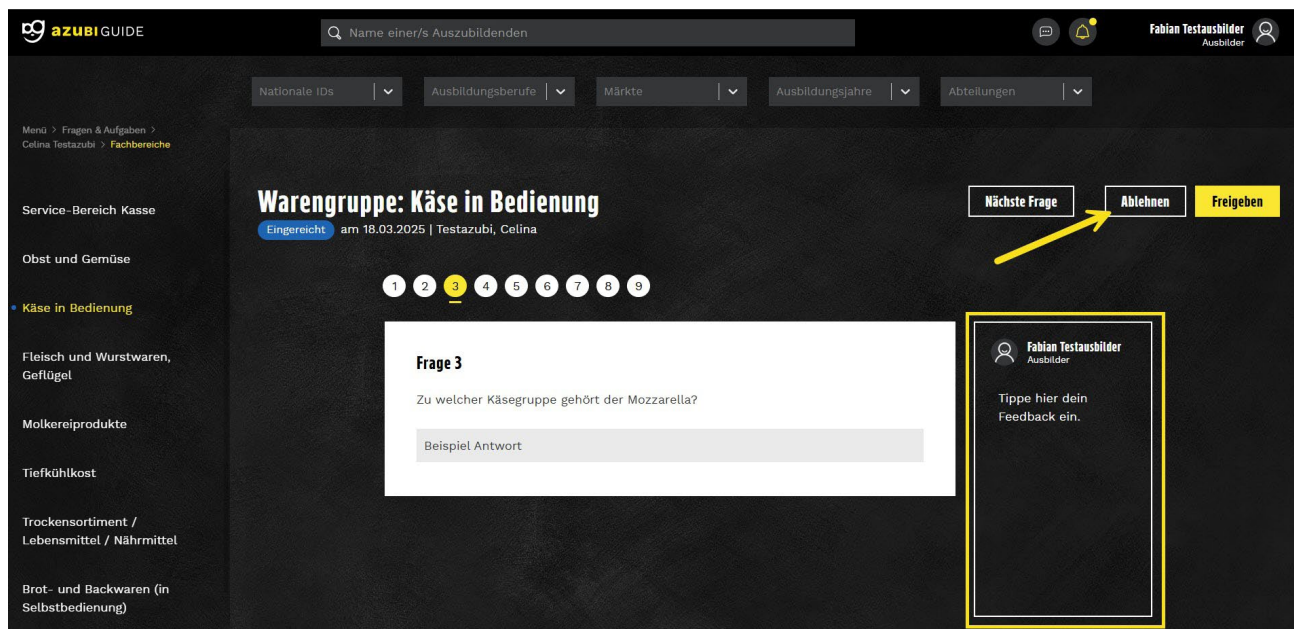 azubiGUIDE
Name einer/s Auszubildenden
Fabian Testausbilder
Ausbilder
Nationale IDs
Ausbildungsberufe
Märkte
Ausbildungsjahre
Abteilungen
Menü > Fragen & Aufgaben >
Celina Testazubi > Fachbereiche
Service-Bereich Kasse
Obst und Gemüse
Käse in Bedienung
Fleisch und Wurstwaren,
Geflügel
Molkereiprodukte
Tiefkühlkost
Trockensortiment /
Lebensmittel / Nährmittel
Brot- und Backwaren (in
Selbstbedienung)
Warengruppe: Käse in Bedienung
Eingereicht am 18.03.2025 | Testazubi, Celina
Nächste Frage
Ablehnen
Freigeben
1 2 3 4 5 6 7 8 9
Frage 3
Zu welcher Käsegruppe gehört der Mozzarella?
Beispiel Antwort
Fabian Testausbilder
Ausbilder
Tippe hier dein
Feedback ein.